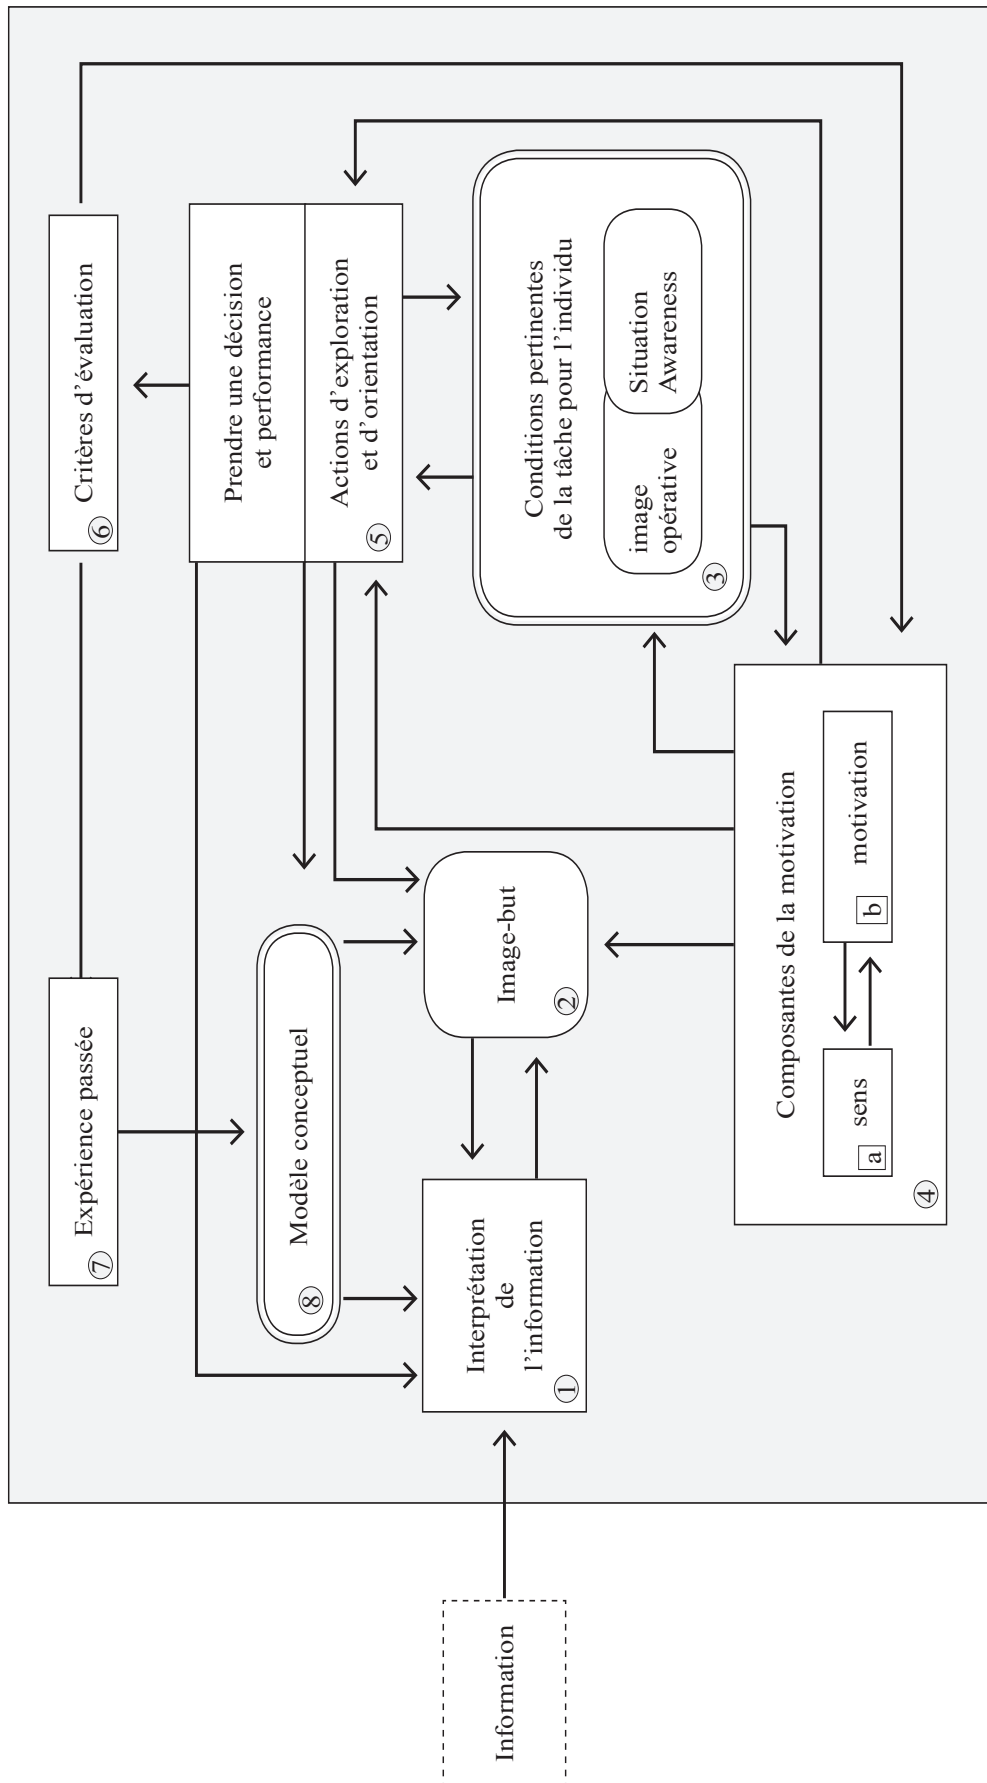 Information
Interprétation
de
l’information
①
Image-but
②
Conditions pertinentes
de la tâche pour l’individu
image
opérative
Situation
Awareness
③
Composantes de la motivation
a
sens
b
motivation
④
Prendre une décision
et performance
Actions d’exploration
et d’orientation
⑤
Critères d’évaluation
⑥
Expérience passée
⑦
Modèle conceptuel
⑧